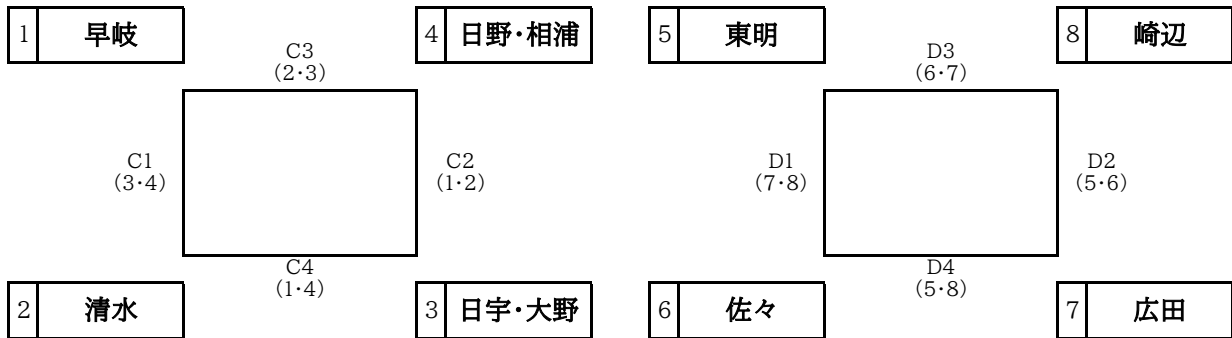 1 早岐
4 日野・相浦
5 東明
8 崎辺
C3
(2・3)
D3
(6・7)
C1
(3・4)
C2
(1・2)
D1
(7・8)
D2
(5・6)
C4
(1・4)
D4
(5・8)
2 清水
3 日宇・大野
6 佐々
7 広田